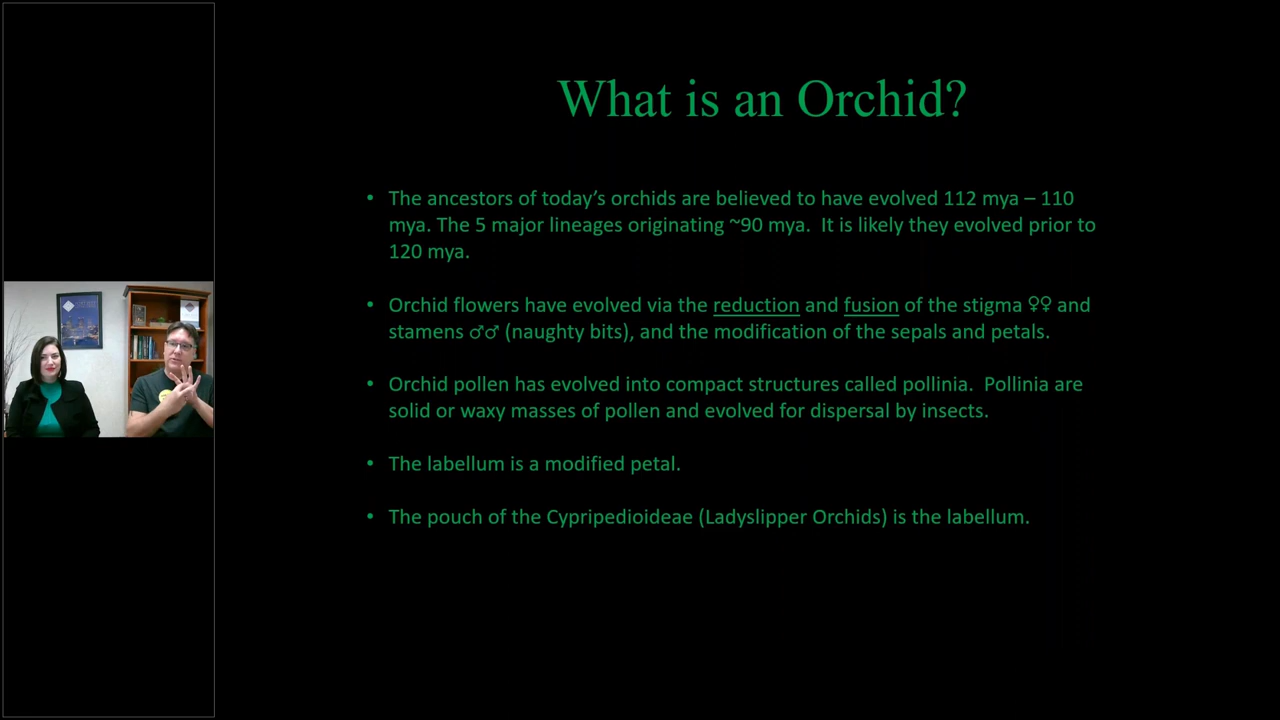 What is an Orchid?
• The ancestors of today’s orchids are believed to have evolved 112 mya – 110
mya. The 5 major lineages originating ~90 mya.  It is likely they evolved prior to
120 mya.
• Orchid flowers have evolved via the reduction and fusion of the stigma ♀♀ and
stamens ♂♂ (naughty bits), and the modification of the sepals and petals.
• Orchid pollen has evolved into compact structures called pollinia.  Pollinia are
solid or waxy masses of pollen and evolved for dispersal by insects.
• The labellum is a modified petal.
• The pouch of the Cypripedioideae (Ladyslipper Orchids) is the labellum.